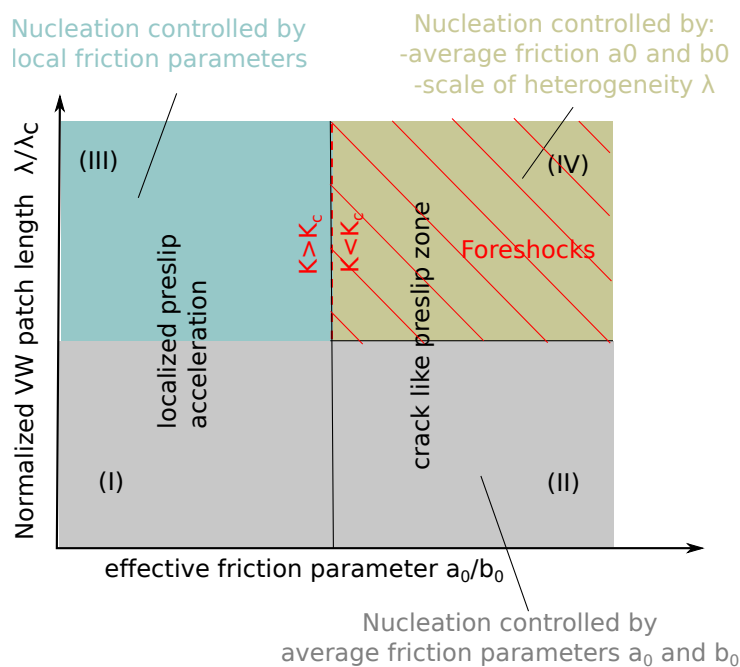 Nucleation controlled by
local friction parameters
Nucleation controlled by:
-average friction a0 and b0
-scale of heterogeneity λ
Normalized VW patch length λ/λc
(III)
(IV)
K>Kc
K<Kc
Foreshocks
localized preslip
acceleration
crack like preslip zone
(I)
(II)
effective friction parameter a₀/b₀
Nucleation controlled by
average friction parameters a₀ and b₀